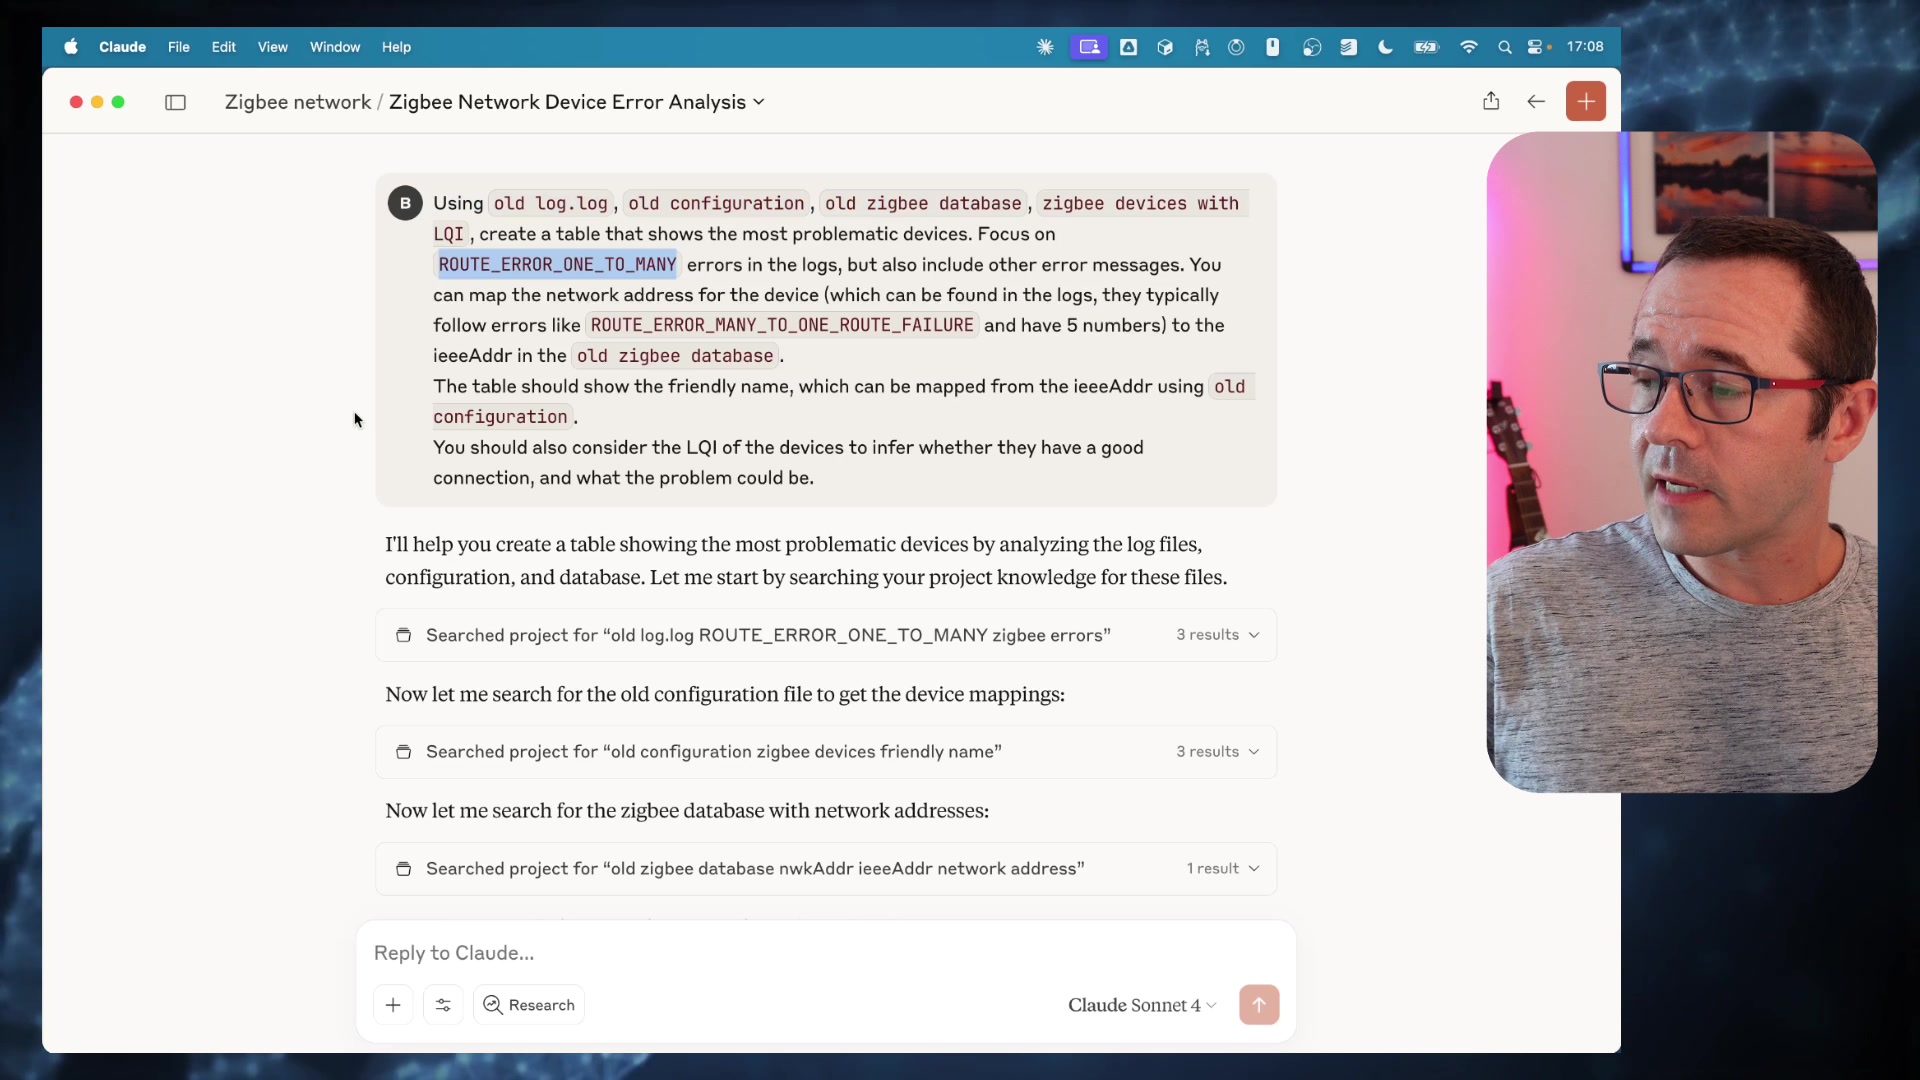 Claude File Edit View Window Help 17:08
Zigbee network / Zigbee Network Device Error Analysis
B
Using old log.log, old configuration, old zigbee database, zigbee devices with
LQI, create a table that shows the most problematic devices. Focus on
ROUTE_ERROR_ONE_TO_MANY errors in the logs, but also include other error messages. You
can map the network address for the device (which can be found in the logs, they typically
follow errors like ROUTE_ERROR_MANY_TO_ONE_ROUTE_FAILURE and have 5 numbers) to the
ieeeAddr in the old zigbee database.
The table should show the friendly name, which can be mapped from the ieeeAddr using old
configuration.
You should also consider the LQI of the devices to infer whether they have a good
connection, and what the problem could be.
I'll help you create a table showing the most problematic devices by analyzing the log files,
configuration, and database. Let me start by searching your project knowledge for these files.
Searched project for “old log.log ROUTE_ERROR_ONE_TO_MANY zigbee errors” 3 results
Now let me search for the old configuration file to get the device mappings:
Searched project for “old configuration zigbee devices friendly name” 3 results
Now let me search for the zigbee database with network addresses:
Searched project for “old zigbee database nwkAddr ieeeAddr network address” 1 result
Reply to Claude...
Research Claude Sonnet 4